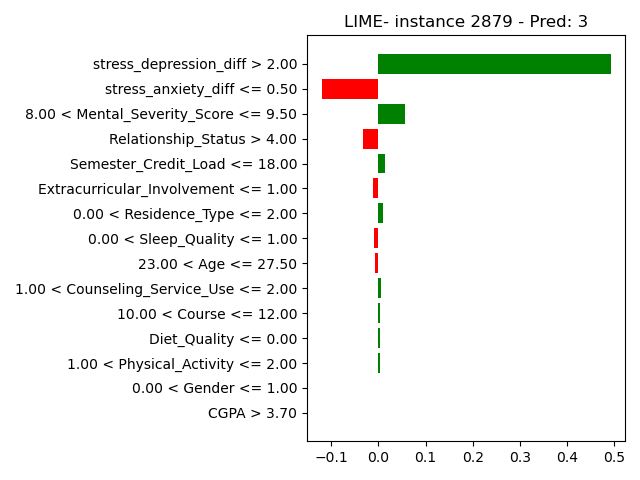 LIME- instance 2879 - Pred: 3
stress_depression_diff > 2.00
stress_anxiety_diff <= 0.50
8.00 < Mental_Severity_Score <= 9.50
Relationship_Status > 4.00
Semester_Credit_Load <= 18.00
Extracurricular_Involvement <= 1.00
0.00 < Residence_Type <= 2.00
0.00 < Sleep_Quality <= 1.00
23.00 < Age <= 27.50
1.00 < Counseling_Service_Use <= 2.00
10.00 < Course <= 12.00
Diet_Quality <= 0.00
1.00 < Physical_Activity <= 2.00
0.00 < Gender <= 1.00
CGPA > 3.70
−0.1 0.0 0.1 0.2 0.3 0.4 0.5